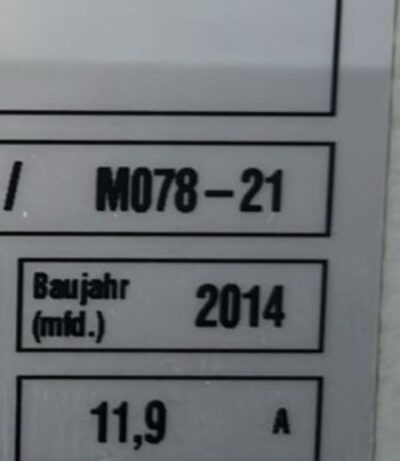 / M078-21
Baujahr
(mfd.) 2014
11,9 A